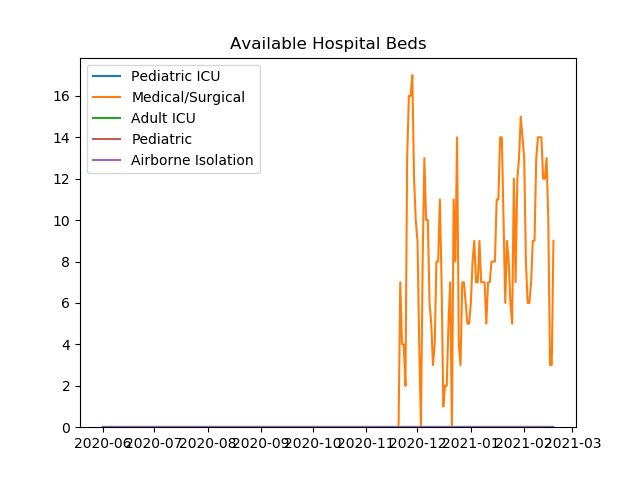 Available Hospital Beds
Pediatric ICU
Medical/Surgical
Adult ICU
Pediatric
Airborne Isolation
16
14
12
10
8
6
4
2
0
2020-06 2020-07 2020-08 2020-09 2020-10 2020-11 2020-12 2021-01 2021-02 2021-03